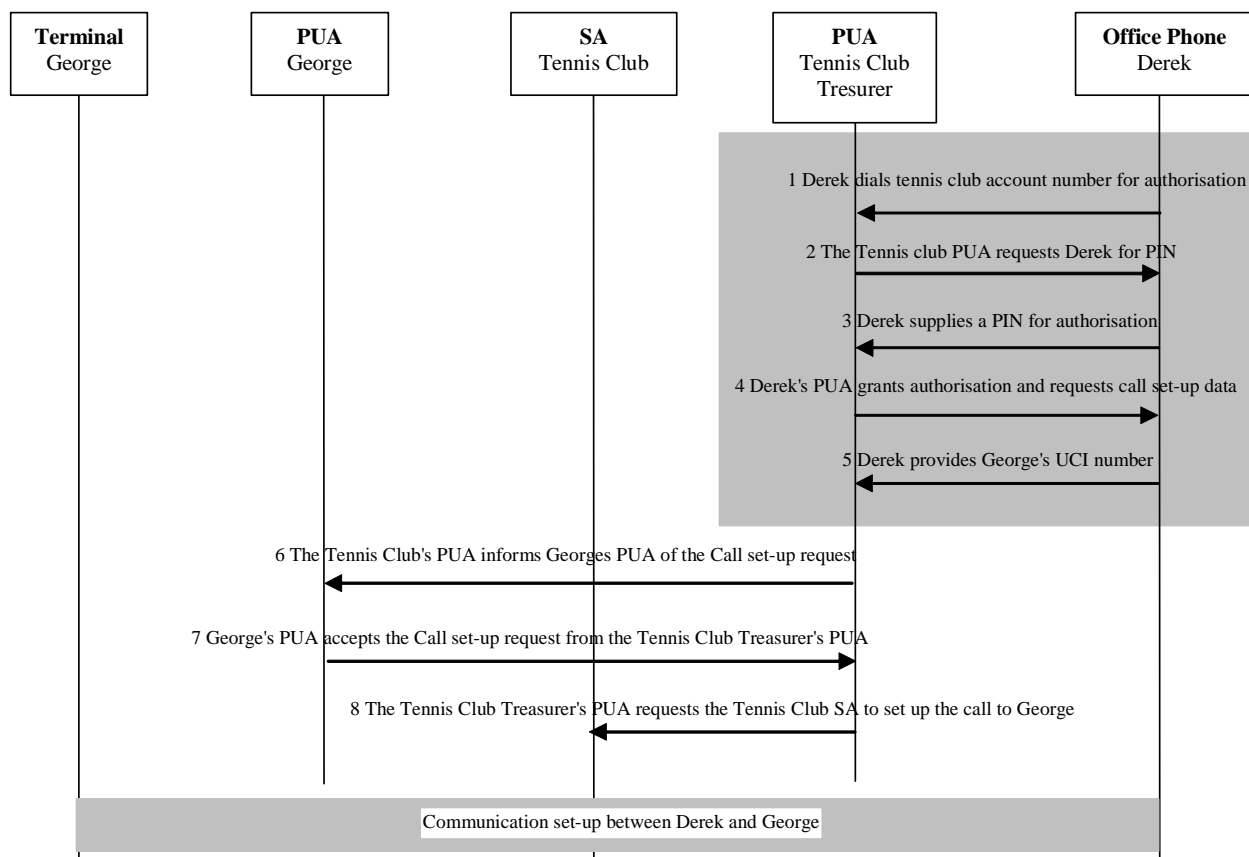 Terminal
George
PUA
George
SA
Tennis Club
PUA
Tennis Club
Tresurer
Office Phone
Derek
1 Derek dials tennis club account number for authorisation
2 The Tennis club PUA requests Derek for PIN
3 Derek supplies a PIN for authorisation
4 Derek's PUA grants authorisation and requests call set-up data
5 Derek provides George's UCI number
6 The Tennis Club's PUA informs Georges PUA of the Call set-up request
7 George's PUA accepts the Call set-up request from the Tennis Club Treasurer's PUA
8 The Tennis Club Treasurer's PUA requests the Tennis Club SA to set up the call to George
Communication set-up between Derek and George